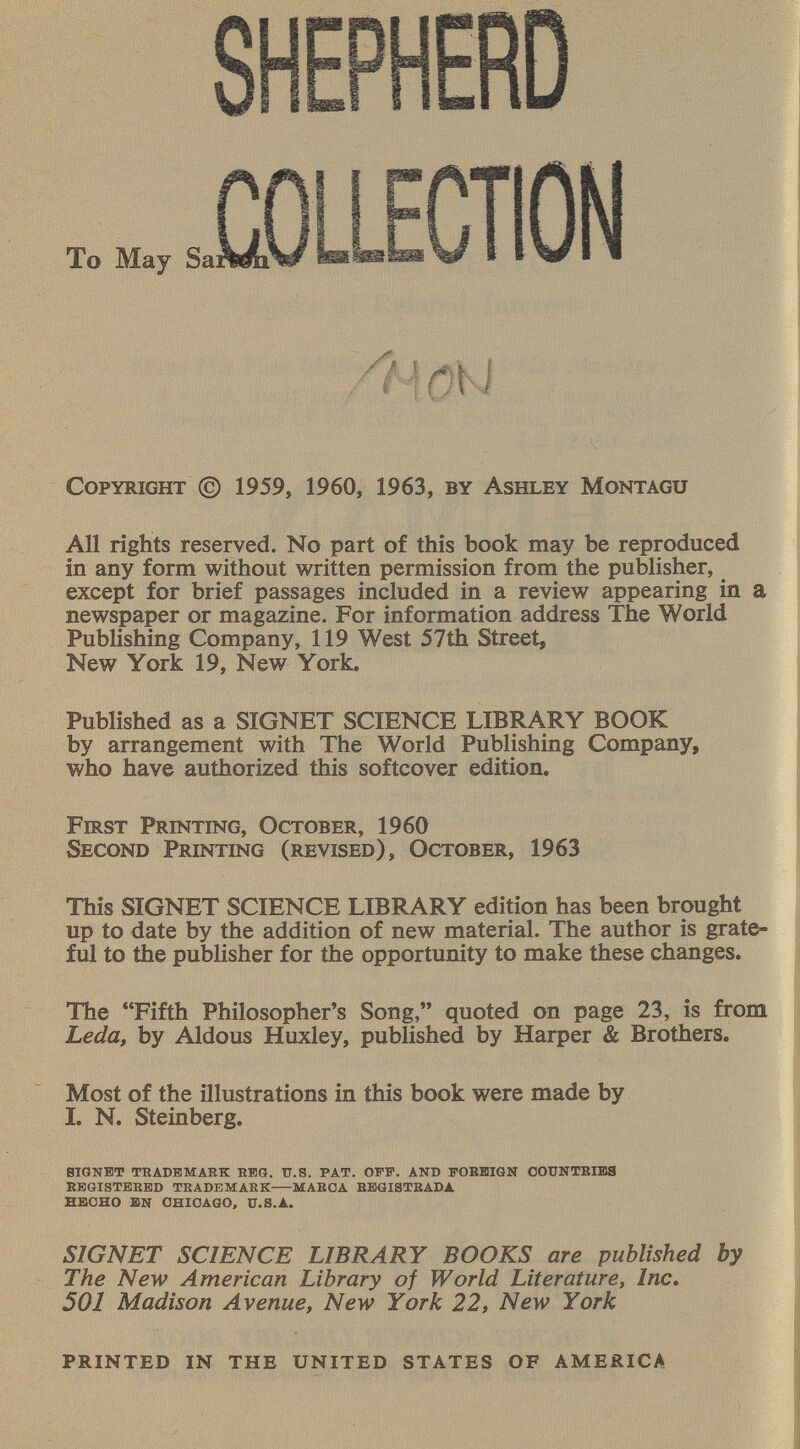 SHEPHERD
COLLECTION
To May Sarton
/MON
COPYRIGHT © 1959, 1960, 1963, BY ASHLEY MONTAGU
All rights reserved. No part of this book may be reproduced
in any form without written permission from the publisher,
except for brief passages included in a review appearing in a
newspaper or magazine. For information address The World
Publishing Company, 119 West 57th Street,
New York 19, New York.
Published as a SIGNET SCIENCE LIBRARY BOOK
by arrangement with The World Publishing Company,
who have authorized this softcover edition.
FIRST PRINTING, OCTOBER, 1960
SECOND PRINTING (REVISED), OCTOBER, 1963
This SIGNET SCIENCE LIBRARY edition has been brought
up to date by the addition of new material. The author is grate-
ful to the publisher for the opportunity to make these changes.
The “Fifth Philosopher’s Song,” quoted on page 23, is from
Leda, by Aldous Huxley, published by Harper & Brothers.
Most of the illustrations in this book were made by
I. N. Steinberg.
SIGNET TRADEMARK REG. U.S. PAT. OFF. AND FOREIGN COUNTRIES
REGISTERED TRADEMARK—MARCA REGISTRADA
HECHO EN CHICAGO, U.S.A.
SIGNET SCIENCE LIBRARY BOOKS are published by
The New American Library of World Literature, Inc.
501 Madison Avenue, New York 22, New York
PRINTED IN THE UNITED STATES OF AMERICA